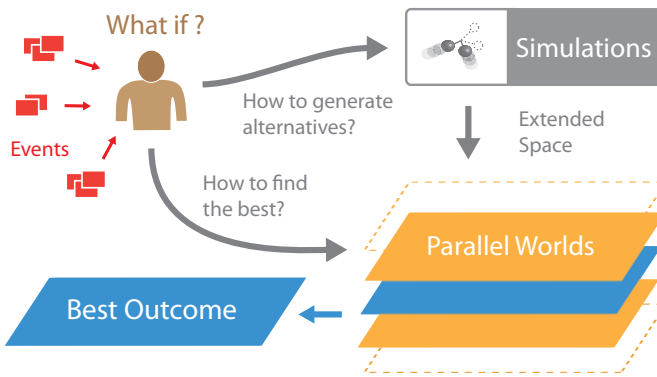 What if ?
Simulations
How to generate
alternatives?
Events
Extended
Space
How to find
the best?
Parallel Worlds
Best Outcome